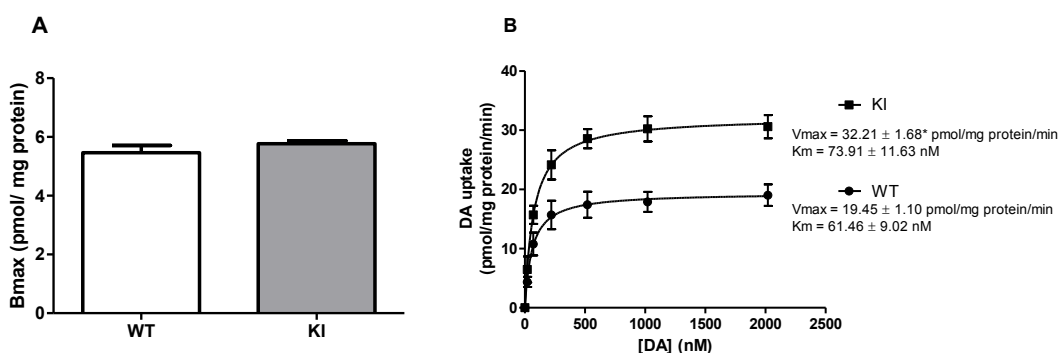 A
Bmax (pmol/ mg protein)
8
6
4
2
0
WT
KI
B
DA uptake
(pmol/mg protein/min)
40
30
20
10
0
0
500
1000
1500
2000
2500
[DA] (nM)
KI
Vmax = 32.21 ± 1.68* pmol/mg protein/min
Km = 73.91 ± 11.63 nM
WT
Vmax = 19.45 ± 1.10 pmol/mg protein/min
Km = 61.46 ± 9.02 nM